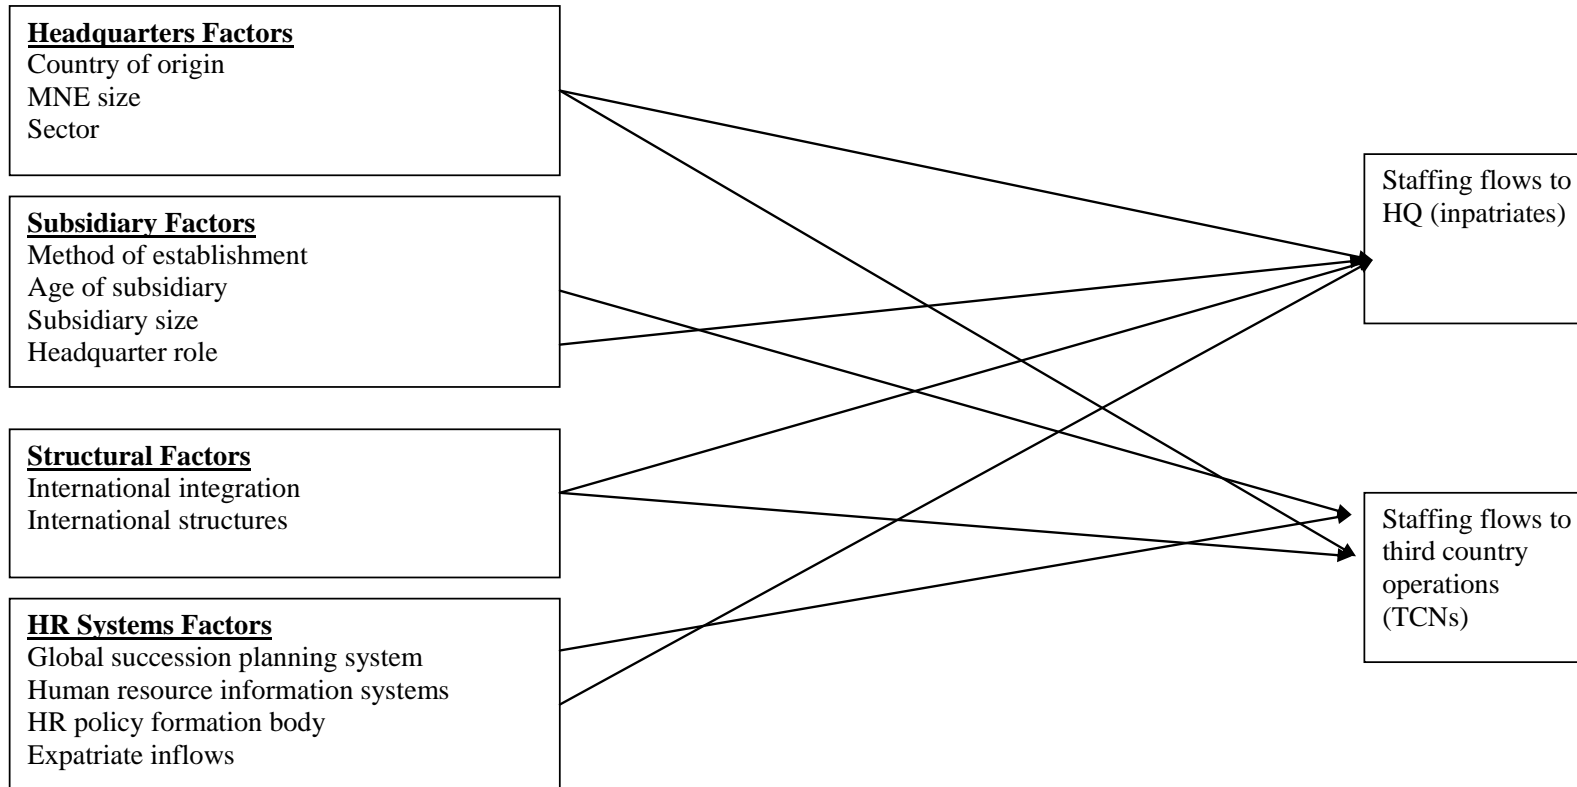 Headquarters Factors
Country of origin
MNE size
Sector
Subsidiary Factors
Method of establishment
Age of subsidiary
Subsidiary size
Headquarter role
Structural Factors
International integration
International structures
HR Systems Factors
Global succession planning system
Human resource information systems
HR policy formation body
Expatriate inflows
Staffing flows to
HQ (inpatriates)
Staffing flows to
third country
operations
(TCNs)